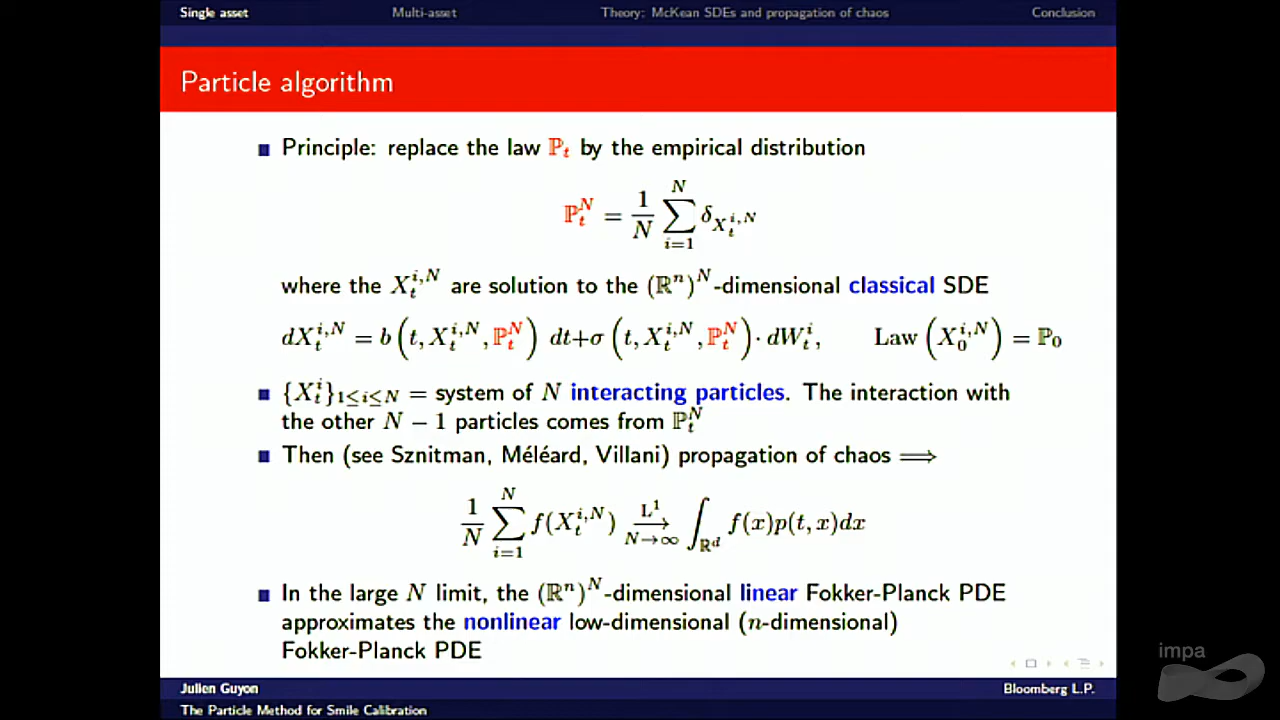 Single asset Multi-asset Theory: McKean SDEs and propagation of chaos Conclusion
Particle algorithm
Principle: replace the law ℙ_t by the empirical distribution
ℙ_t^N = 1/N ∑_{i=1}^N δ_{X_t^{i,N}}
where the X_t^{i,N} are solution to the (ℝ^n)^N-dimensional classical SDE
dX_t^{i,N} = b(t, X_t^{i,N}, ℙ_t^N) dt+σ(t, X_t^{i,N}, ℙ_t^N) · dW_t^i, Law(X_0^{i,N}) = ℙ_0
{X_t^i}_{1≤i≤N} = system of N interacting particles. The interaction with
the other N − 1 particles comes from ℙ_t^N
Then (see Sznitman, Méléard, Villani) propagation of chaos ⟹
1/N ∑_{i=1}^N f(X_t^{i,N}) →^{L^1}_{N→∞} ∫_{ℝ^d} f(x)p(t, x)dx
In the large N limit, the (ℝ^n)^N-dimensional linear Fokker-Planck PDE
approximates the nonlinear low-dimensional (n-dimensional)
Fokker-Planck PDE
impa
Julien Guyon Bloomberg L.P.
The Particle Method for Smile Calibration